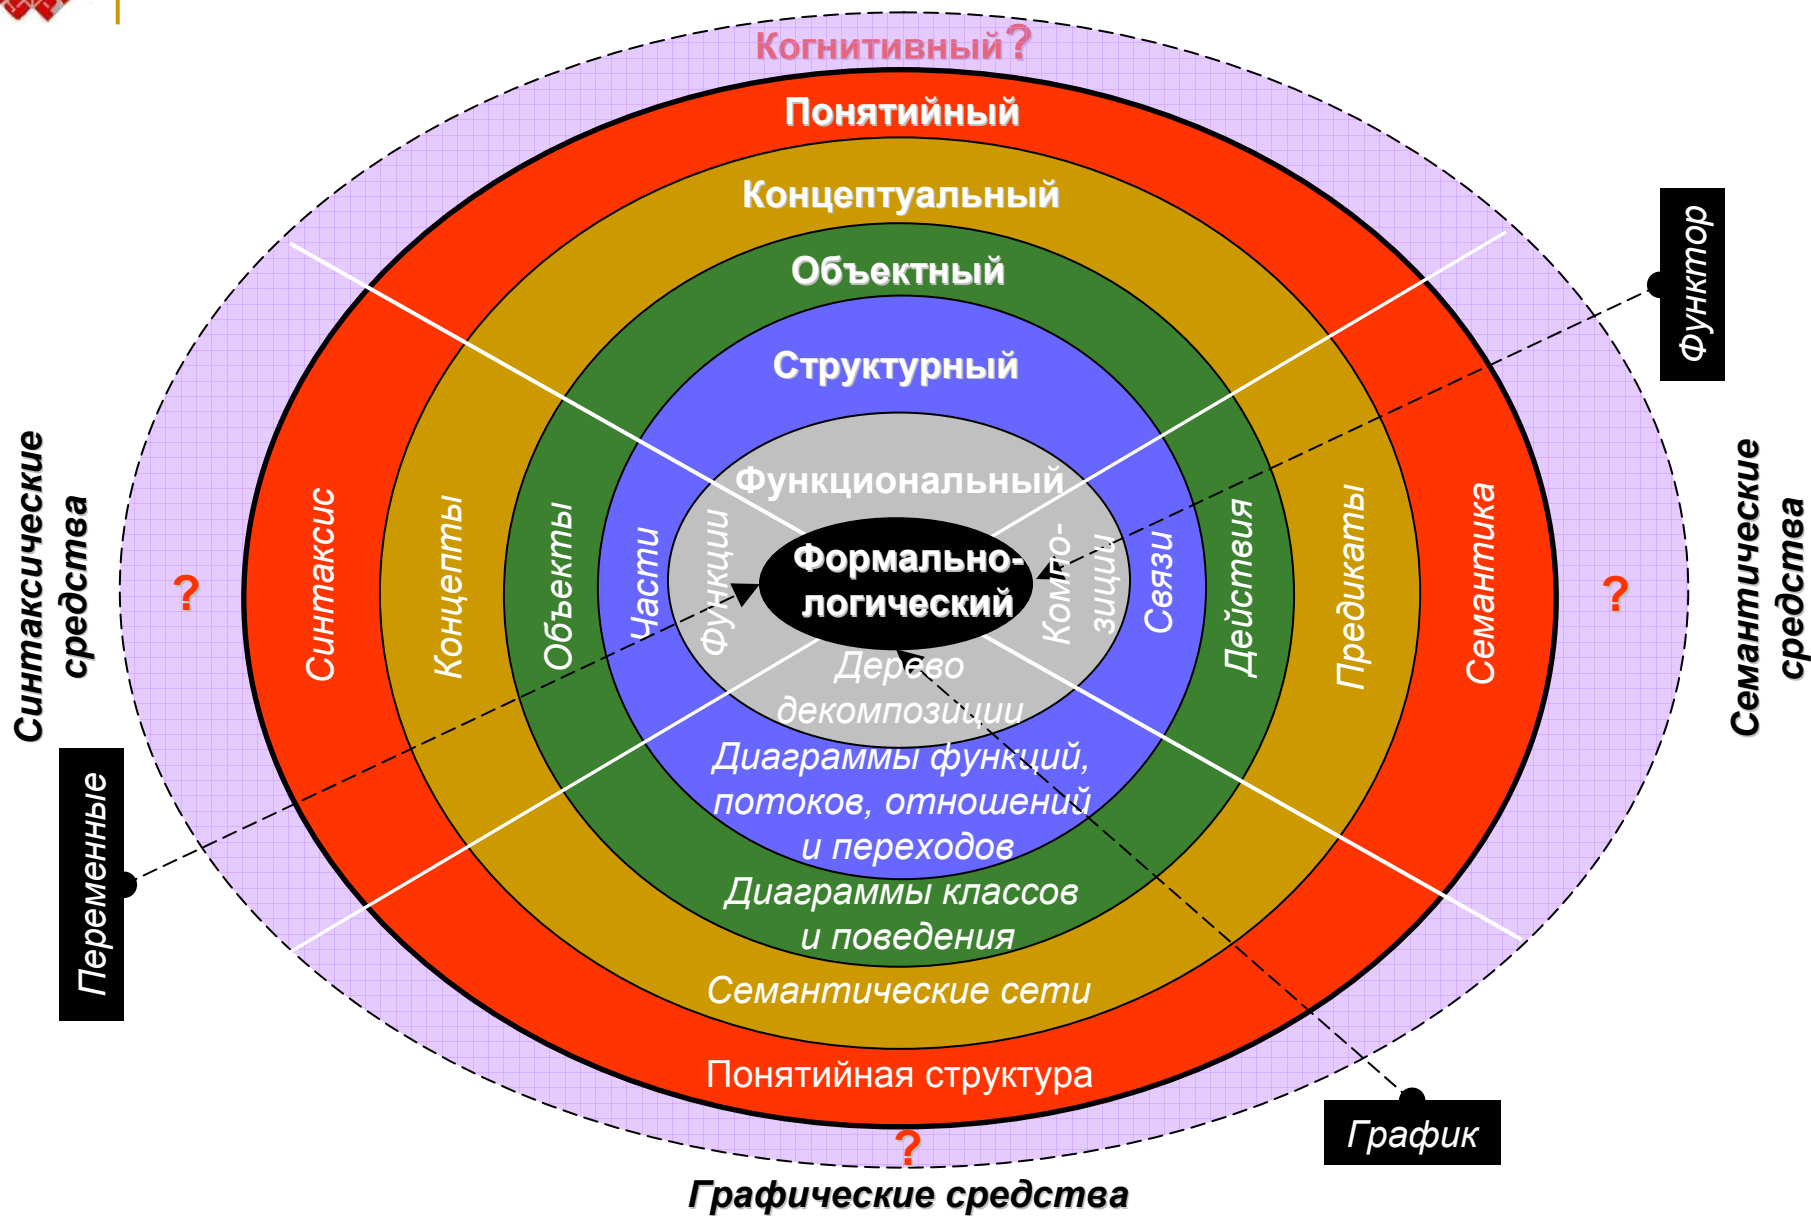 Когнитивный?
Понятийный
Концептуальный
Объектный
Структурный
Функциональный
Формально-
логический
Синтаксические
средства
?
Синтаксис
Концепты
Объекты
Части
Функции
Компо-
зиции
Связи
Действия
Предикаты
Семантика
?
Семантические
средства
Функтор
Переменные
Дерево
декомпозиции
Диаграммы функций,
потоков, отношений
и переходов
Диаграммы классов
и поведения
Семантические сети
Понятийная структура
?
График
Графические средства